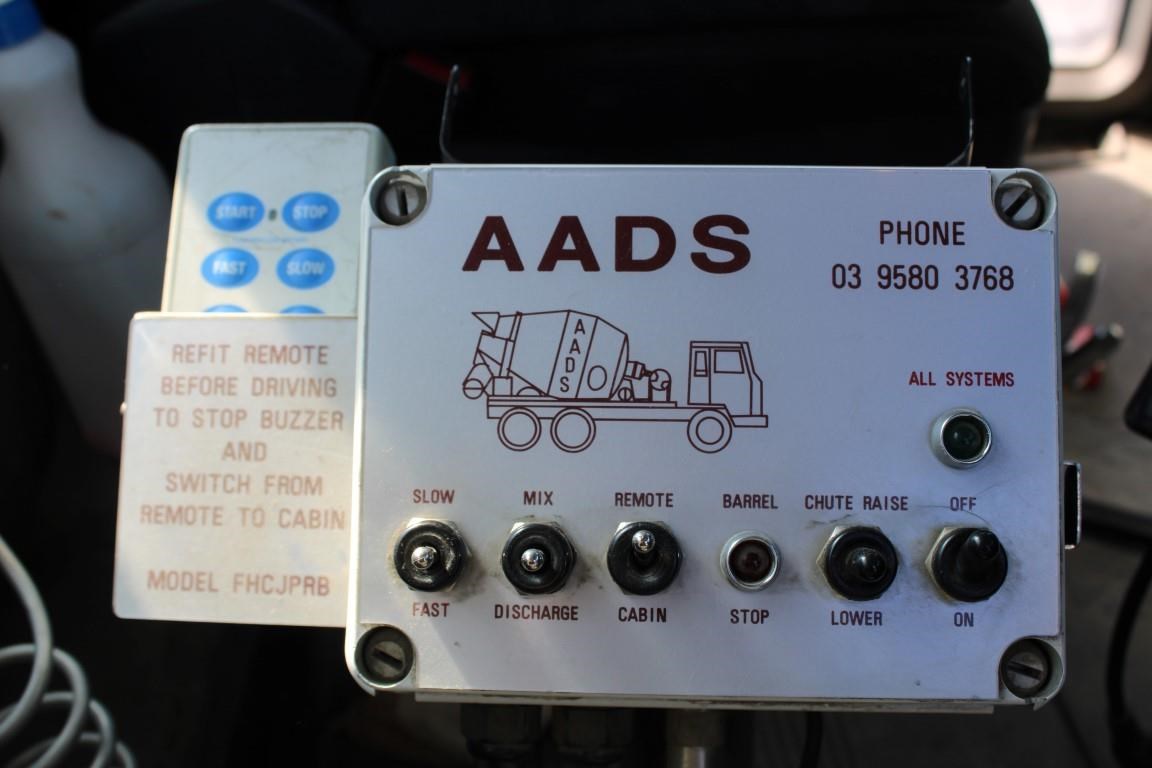 START STOP
FAST SLOW
REFIT REMOTE
BEFORE DRIVING
TO STOP BUZZER
AND
SWITCH FROM
REMOTE TO CABIN
MODEL FHCJPRB
AADS
PHONE
03 9580 3768
AADS
ALL SYSTEMS
SLOW MIX REMOTE BARREL CHUTE RAISE OFF
FAST DISCHARGE CABIN STOP LOWER ON